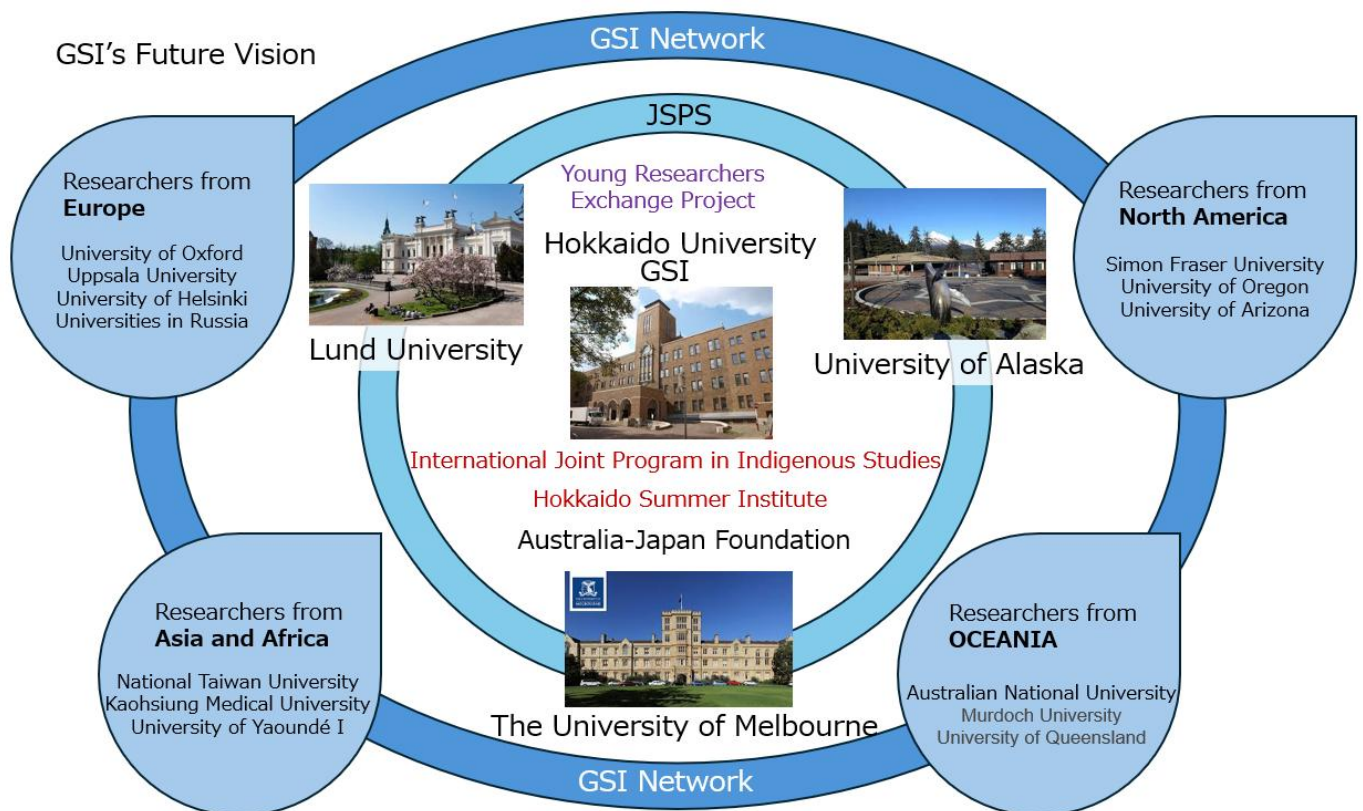 GSI's Future Vision
GSI Network
JSPS
Young Researchers
Exchange Project
Hokkaido University
GSI
Researchers from
Europe
University of Oxford
Uppsala University
University of Helsinki
Universities in Russia
Lund University
University of Alaska
Researchers from
North America
Simon Fraser University
University of Oregon
University of Arizona
International Joint Program in Indigenous Studies
Hokkaido Summer Institute
Australia-Japan Foundation
Researchers from
Asia and Africa
National Taiwan University
Kaohsiung Medical University
University of Yaoundé I
MELBOURNE
The University of Melbourne
Researchers from
OCEANIA
Australian National University
Murdoch University
University of Queensland
GSI Network